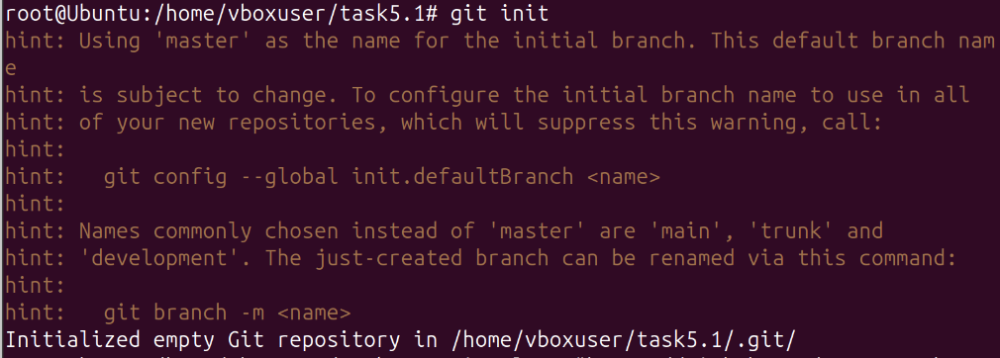 root@Ubuntu:/home/vboxuser/task5.1# git init
hint: Using 'master' as the name for the initial branch. This default branch nam
e
hint: is subject to change. To configure the initial branch name to use in all
hint: of your new repositories, which will suppress this warning, call:
hint:
hint:   git config --global init.defaultBranch <name>
hint:
hint: Names commonly chosen instead of 'master' are 'main', 'trunk' and
hint: 'development'. The just-created branch can be renamed via this command:
hint:
hint:   git branch -m <name>
Initialized empty Git repository in /home/vboxuser/task5.1/.git/